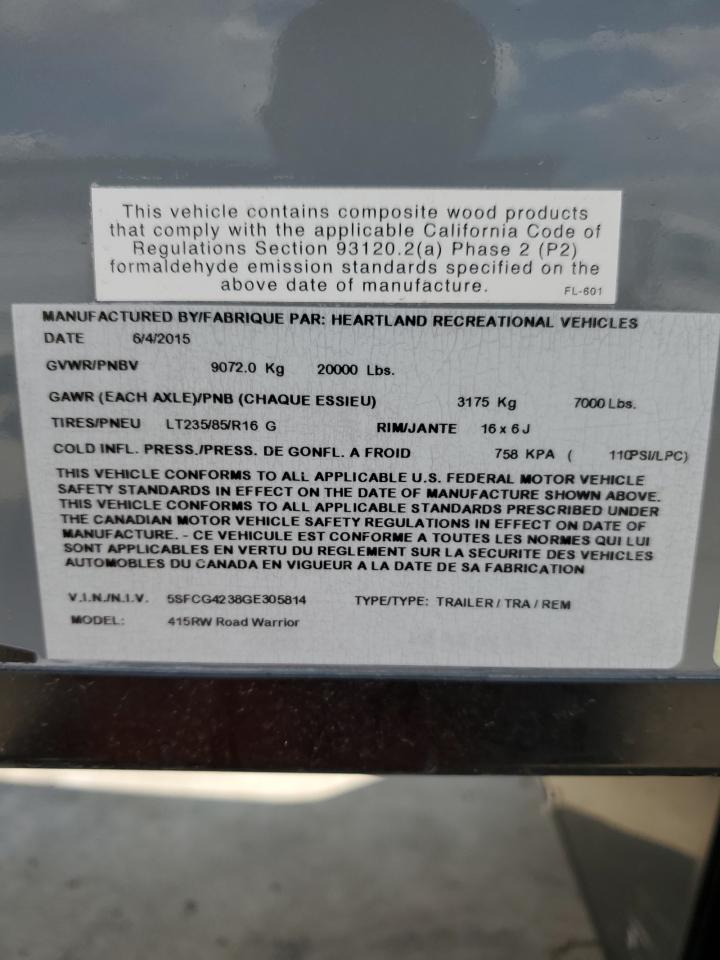 This vehicle contains composite wood products
that comply with the applicable California Code of
Regulations Section 93120.2(a) Phase 2 (P2)
formaldehyde emission standards specified on the
above date of manufacture.
FL-601
MANUFACTURED BY/FABRIQUE PAR: HEARTLAND RECREATIONAL VEHICLES
DATE 6/4/2015
GVWR/PNBV 9072.0 Kg 20000 Lbs.
GAWR (EACH AXLE)/PNB (CHAQUE ESSIEU) 3175 Kg 7000 Lbs.
TIRES/PNEU LT235/85/R16 G RIM/JANTE 16 x 6 J
COLD INFL. PRESS./PRESS. DE GONFL. A FROID 758 KPA ( 110PSI/LPC)
THIS VEHICLE CONFORMS TO ALL APPLICABLE U.S. FEDERAL MOTOR VEHICLE
SAFETY STANDARDS IN EFFECT ON THE DATE OF MANUFACTURE SHOWN ABOVE.
THIS VEHICLE CONFORMS TO ALL APPLICABLE STANDARDS PRESCRIBED UNDER
THE CANADIAN MOTOR VEHICLE SAFETY REGULATIONS IN EFFECT ON DATE OF
MANUFACTURE. - CE VEHICULE EST CONFORME A TOUTES LES NORMES QUI LUI
SONT APPLICABLES EN VERTU DU REGLEMENT SUR LA SECURITE DES VEHICLES
AUTOMOBLES DU CANADA EN VIGUEUR A LA DATE DE SA FABRICATION
V.I.N./N.I.V. 5SFCG4238GE305814 TYPE/TYPE: TRAILER / TRA / REM
MODEL: 415RW Road Warrior